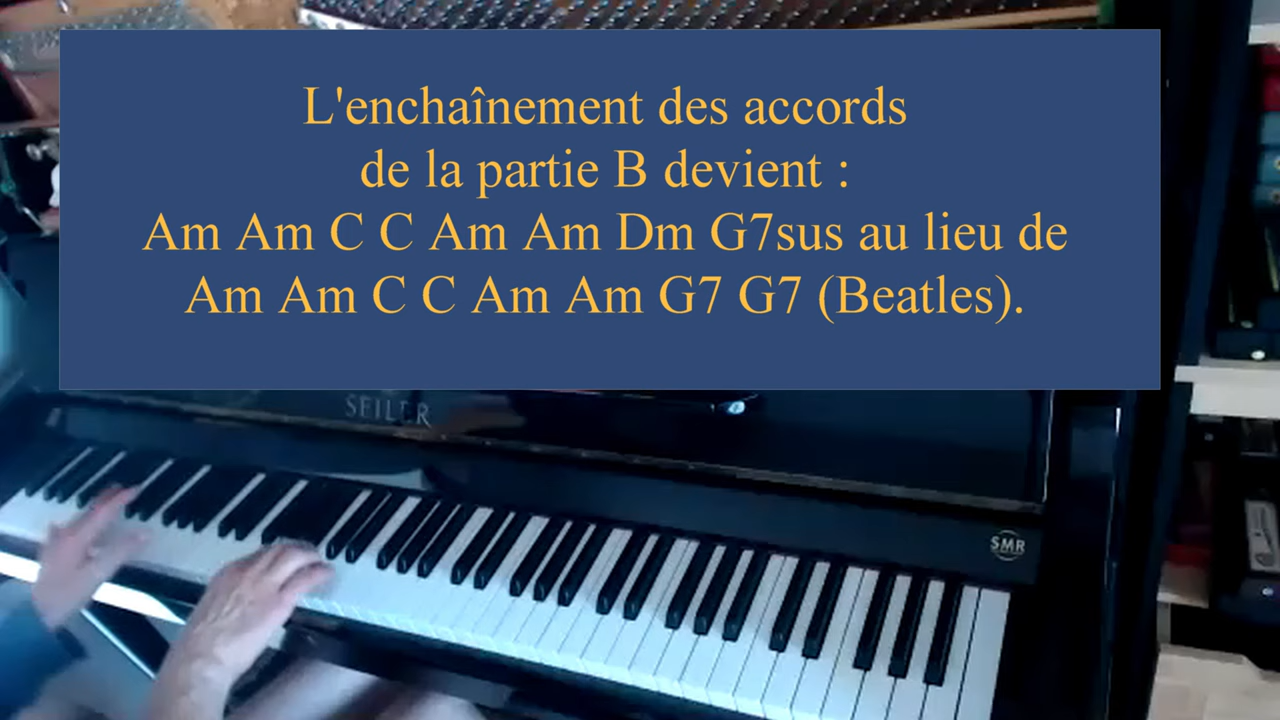 L'enchaînement des accords
de la partie B devient :
Am Am C C Am Am Dm G7sus au lieu de
Am Am C C Am Am G7 G7 (Beatles).
SEILER
SMR